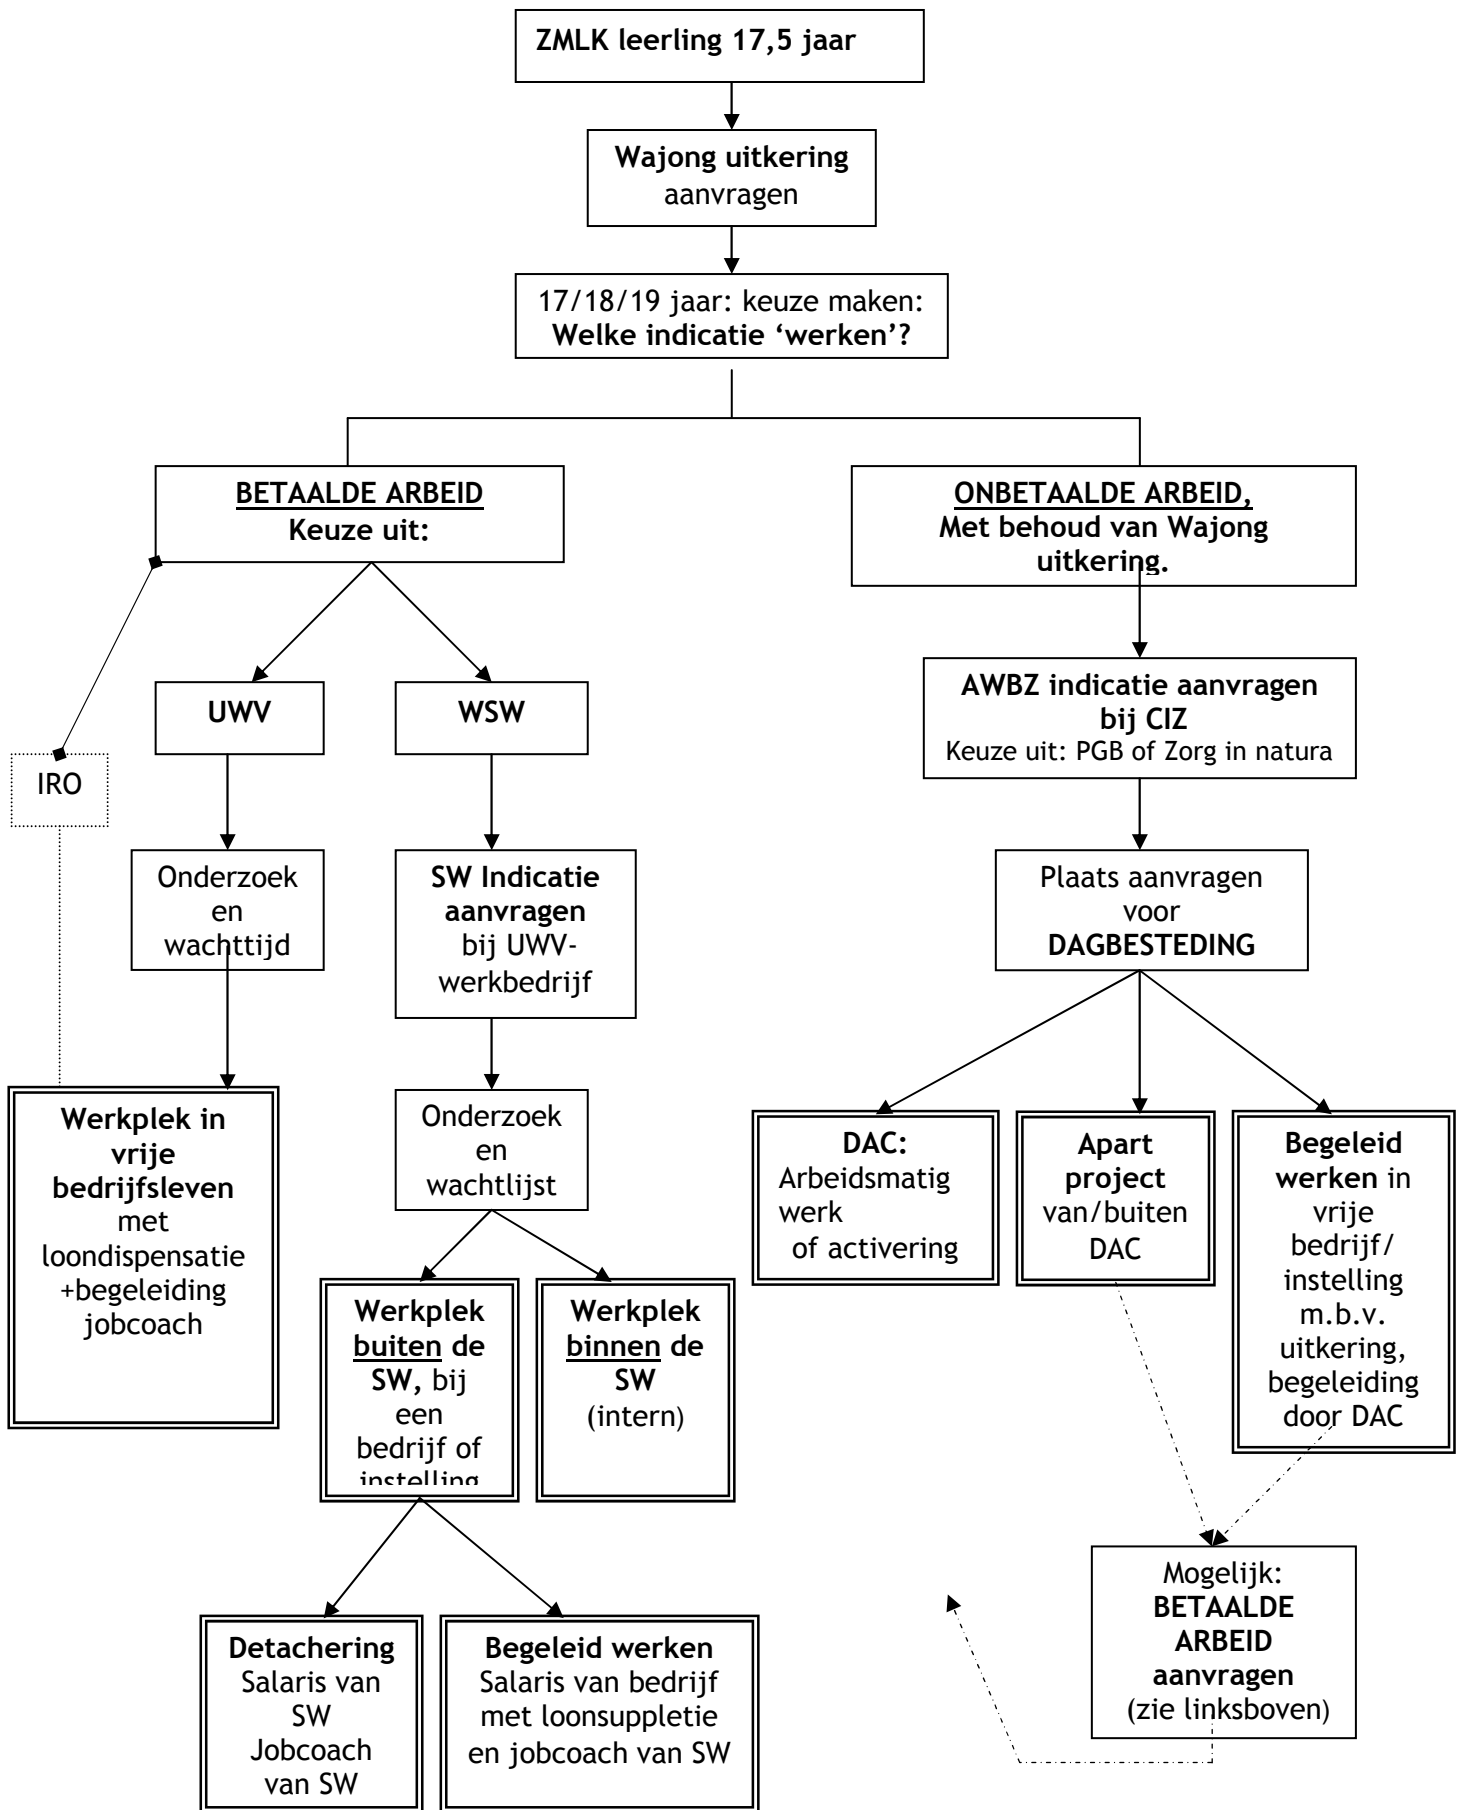 ZMLK leerling 17,5 jaar
Wajong uitkering
aanvragen
17/18/19 jaar: keuze maken:
Welke indicatie ‘werken’?
BETAALDE ARBEID
Keuze uit:
ONBETAALDE ARBEID,
Met behoud van Wajong
uitkering.
UWV
WSW
AWBZ indicatie aanvragen
bij CIZ
Keuze uit: PGB of Zorg in natura
IRO
Onderzoek
en
wachttijd
SW Indicatie
aanvragen
bij UWV-
werkbedrijf
Plaats aanvragen
voor
DAGBESTEDING
Werkplek in
vrije
bedrijfsleven
met
loondispensatie
+begeleiding
jobcoach
Onderzoek
en
wachtlijst
DAC:
Arbeidsmatig
werk
of activering
Apart
project
van/buiten
DAC
Begeleid
werken in
vrije
bedrijf/
instelling
m.b.v.
uitkering,
begeleiding
door DAC
Werkplek
buiten de
SW, bij
een
bedrijf of
instelling
Werkplek
binnen de
SW
(intern)
Detachering
Salaris van
SW
Jobcoach
van SW
Begeleid werken
Salaris van bedrijf
met loonsuppletie
en jobcoach van SW
Mogelijk:
BETAALDE
ARBEID
aanvragen
(zie linksboven)